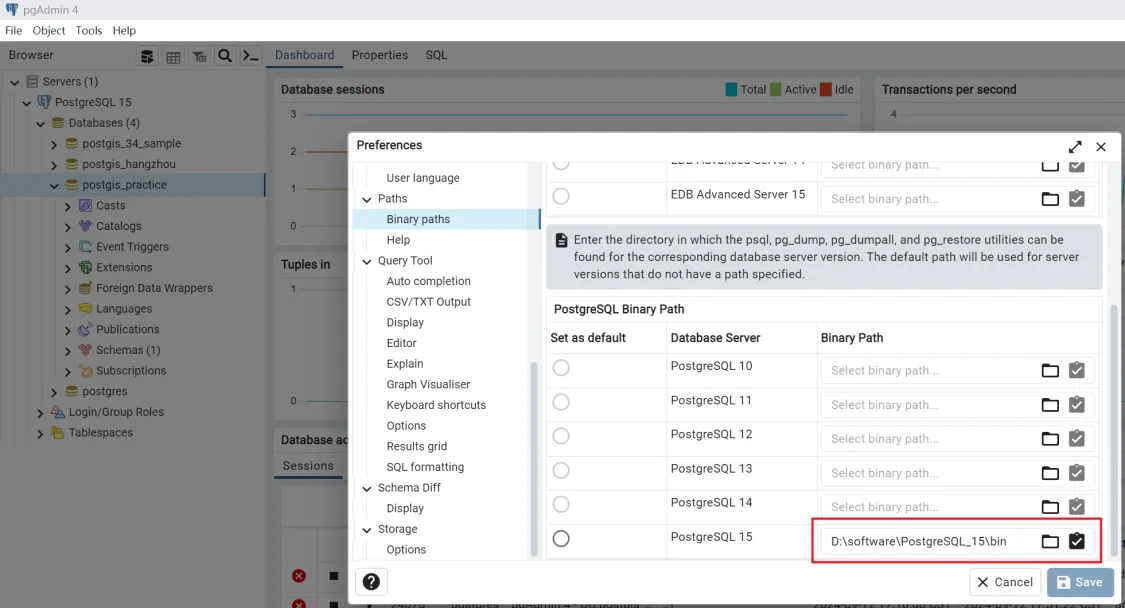 pgAdmin 4
File Object Tools Help
Browser
Dashboard Properties SQL
Servers (1)
PostgreSQL 15
Databases (4)
postgis_34_sample
postgis_hangzhou
postgis_practice
Casts
Catalogs
Event Triggers
Extensions
Foreign Data Wrappers
Languages
Publications
Schemas (1)
Subscriptions
postgres
Login/Group Roles
Tablespaces
Database sessions
Total Active Idle
3
2
1
0
Transactions per second
4
Tuples in
1
0
Sessions
Preferences
User language
Paths
Binary paths
Help
Query Tool
Auto completion
CSV/TXT Output
Display
Editor
Explain
Graph Visualiser
Keyboard shortcuts
Options
Results grid
SQL formatting
Schema Diff
Display
Storage
Options
EDB Advanced Server 14 Select binary path...
EDB Advanced Server 15 Select binary path...
Enter the directory in which the psql, pg_dump, pg_dumpall, and pg_restore utilities can be
found for the corresponding database server version. The default path will be used for server
versions that do not have a path specified.
PostgreSQL Binary Path
Set as default Database Server Binary Path
PostgreSQL 10 Select binary path...
PostgreSQL 11 Select binary path...
PostgreSQL 12 Select binary path...
PostgreSQL 13 Select binary path...
PostgreSQL 14 Select binary path...
PostgreSQL 15 D:\software\PostgreSQL_15\bin
? Cancel Save